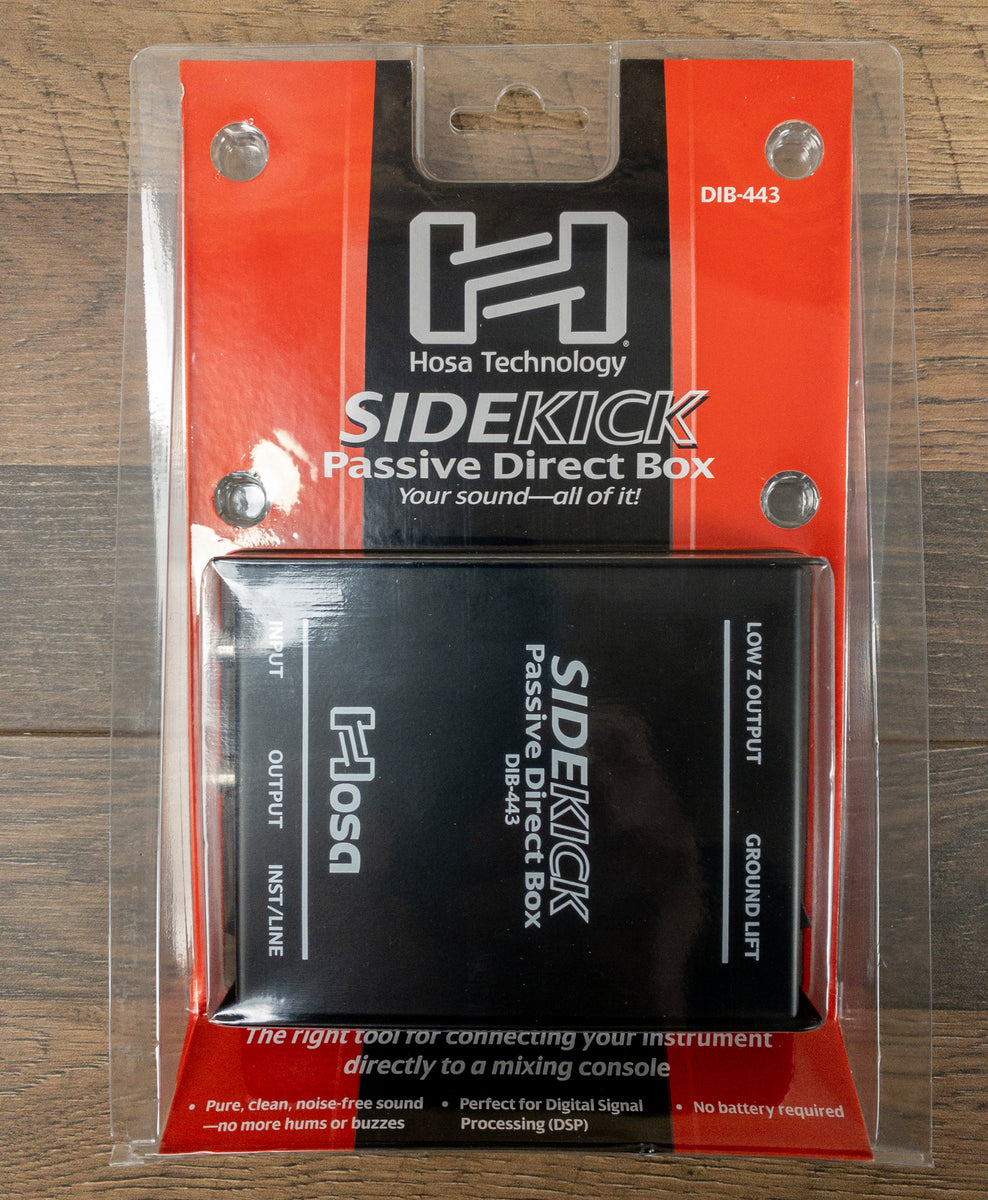 DIB-443
Hosa Technology®
SIDEKICK
Passive Direct Box
Your sound—all of it!
LOW Z OUTPUT
GROUND LIFT
SIDEKICK
Passive Direct Box
DIB-443
Hosa
INPUT
OUTPUT
INST/LINE
The right tool for connecting your instrument
directly to a mixing console
• Pure, clean, noise-free sound
—no more hums or buzzes
• Perfect for Digital Signal
Processing (DSP)
• No battery required